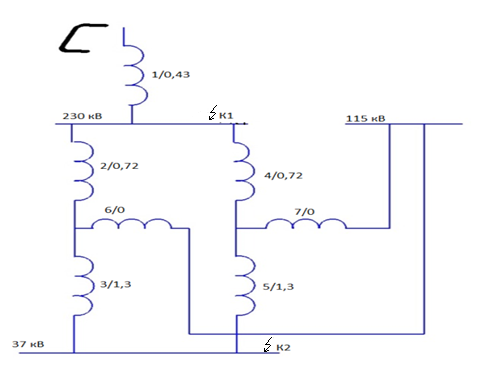 С
1/0,43
230 кВ
К1
115 кВ
2/0,72
4/0,72
6/0
7/0
3/1,3
5/1,3
37 кВ
К2